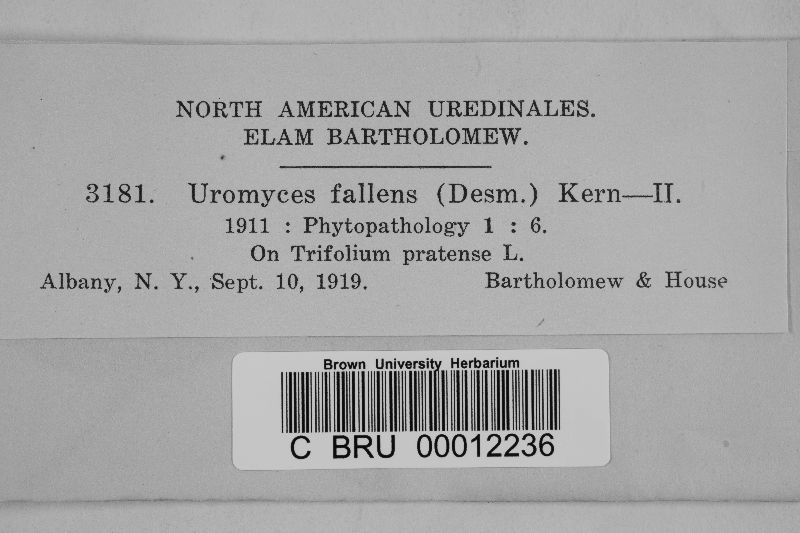 NORTH AMERICAN UREDINALES.
ELAM BARTHOLOMEW.
3181. Uromyces fallens (Desm.) Kern—II.
1911 : Phytopathology 1 : 6.
On Trifolium pratense L.
Albany, N. Y., Sept. 10, 1919. Bartholomew & House
Brown University Herbarium
C BRU 00012236